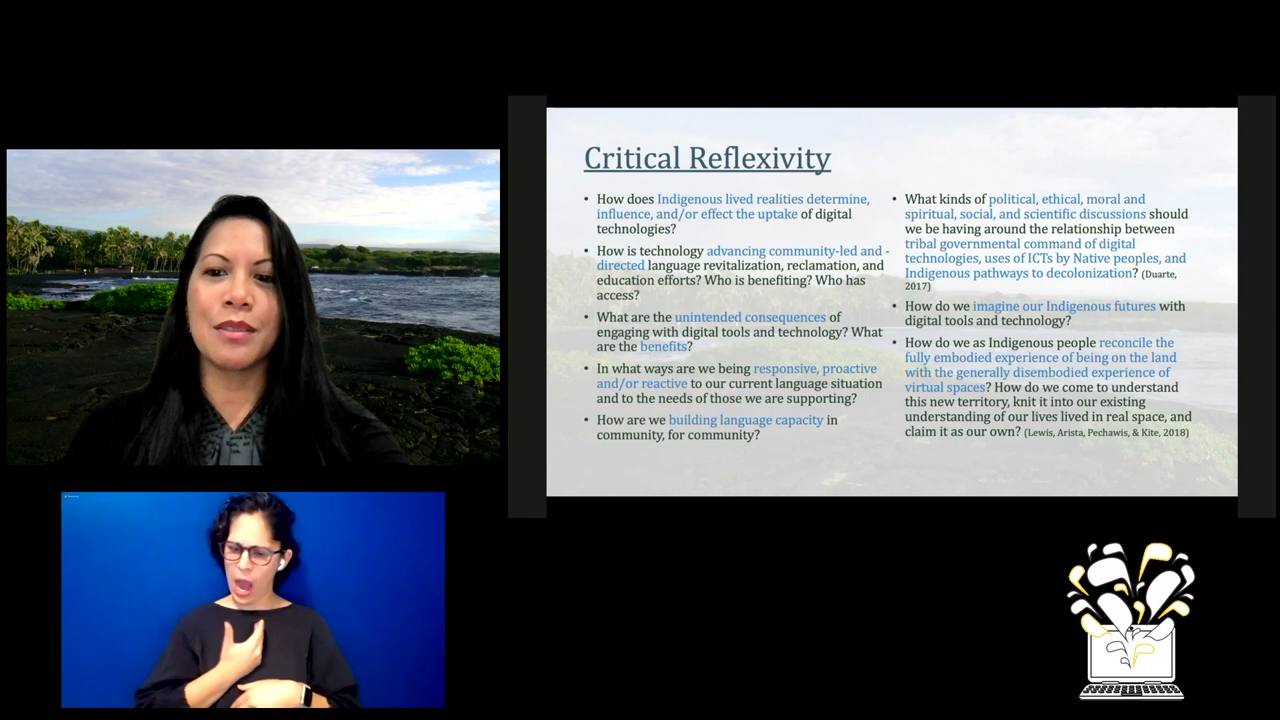 Critical Reflexivity
• How does Indigenous lived realities determine,
influence, and/or effect the uptake of digital
technologies?
• How is technology advancing community-led and -
directed language revitalization, reclamation, and
education efforts? Who is benefiting? Who has
access?
• What are the unintended consequences of
engaging with digital tools and technology? What
are the benefits?
• In what ways are we being responsive, proactive
and/or reactive to our current language situation
and to the needs of those we are supporting?
• How are we building language capacity in
community, for community?
• What kinds of political, ethical, moral and
spiritual, social, and scientific discussions should
we be having around the relationship between
tribal governmental command of digital
technologies, uses of ICTs by Native peoples, and
Indigenous pathways to decolonization? (Duarte,
2017)
• How do we imagine our Indigenous futures with
digital tools and technology?
• How do we as Indigenous people reconcile the
fully embodied experience of being on the land
with the generally disembodied experience of
virtual spaces? How do we come to understand
this new territory, knit it into our existing
understanding of our lives lived in real space, and
claim it as our own? (Lewis, Arista, Pechawis, & Kite, 2018)